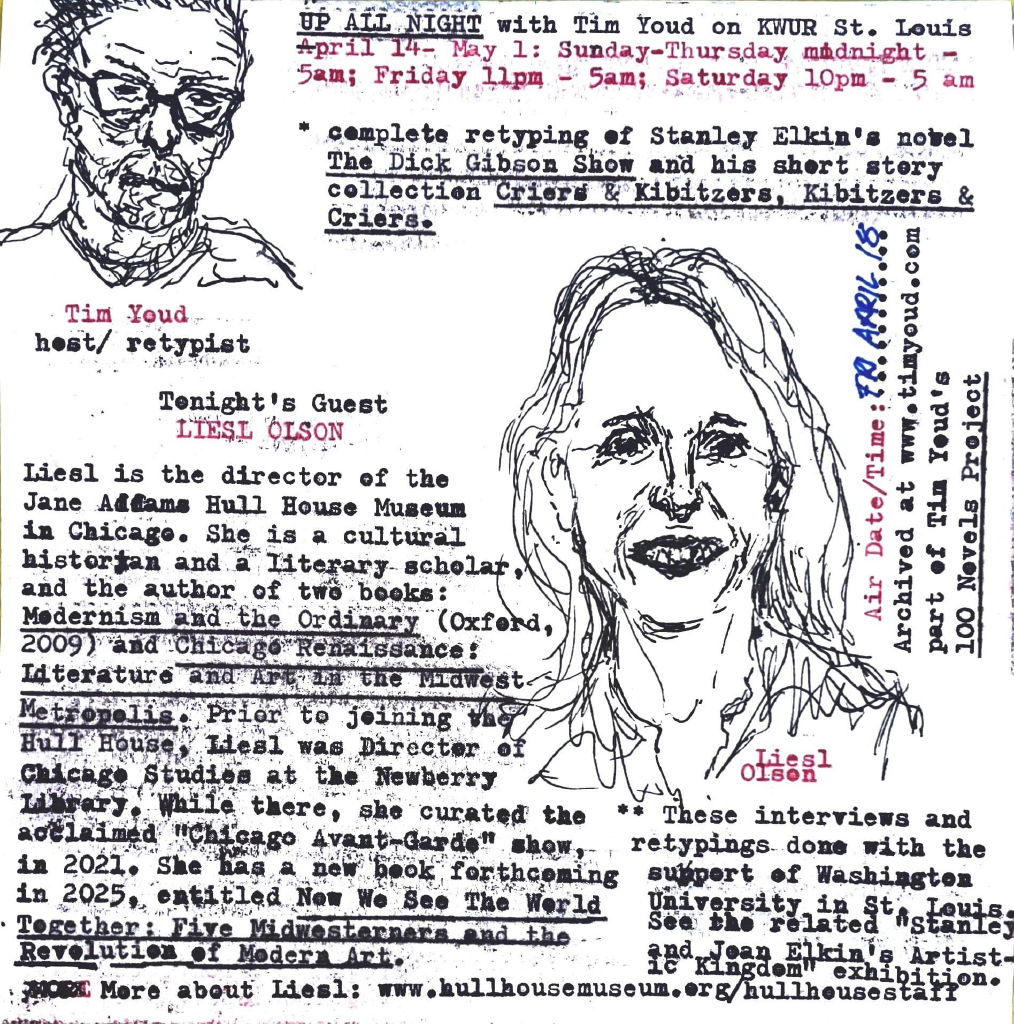 UP ALL NIGHT with Tim Youd on KWUR St. Louis
April 14- May 1: Sunday-Thursday midnight -
5am; Friday 11pm - 5am; Saturday 10pm - 5 am
* complete retyping of Stanley Elkin's novel
The Dick Gibson Show and his short story
collection Criers & Kibitzers, Kibitzers &
Criers.
Tim Youd
host/ retypist
Tonight's Guest
LIESL OLSON
Liesl is the director of the
Jane Addams Hull House Museum
in Chicago. She is a cultural
historian and a literary scholar,
and the author of two books:
Modernism and the Ordinary (Oxford,
2009) and Chicago Renaissance:
Literature and Art in the Midwest
Metropolis. Prior to joining the
Hull House, Liesl was Director of
Chicago Studies at the Newberry
Library. While there, she curated the
acclaimed "Chicago Avant-Garde" show,
in 2021. She has a new book forthcoming
in 2025, entitled Now We See The World
Together: Five Midwesterners and the
Revolution of Modern Art.
MORE More about Liesl: www.hullhousemuseum.org/hullhousestaff
Air Date/Time: FRI APRIL 18
Archived at www.timyoud.com
part of Tim Youd's
100 Novels Project
Liesl
Olson
** These interviews and
retypings done with the
support of Washington
University in St. Louis.
See the related "Stanley
and Joan Elkin's Artist-
ic Kingdom" exhibition.